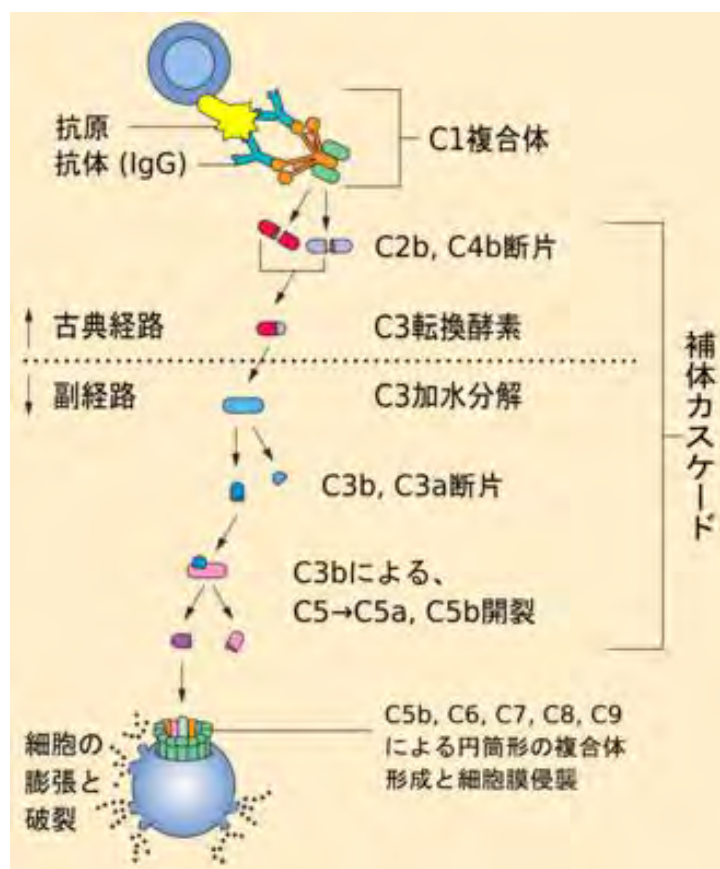 抗原
抗体 (IgG)
C1複合体
C2b, C4b断片
古典経路
C3転換酵素
副経路
C3加水分解
C3b, C3a断片
C3bによる、
C5→C5a, C5b開裂
補体カスケード
C5b, C6, C7, C8, C9
による円筒形の複合体
形成と細胞膜侵襲
細胞の
膨張と
破裂